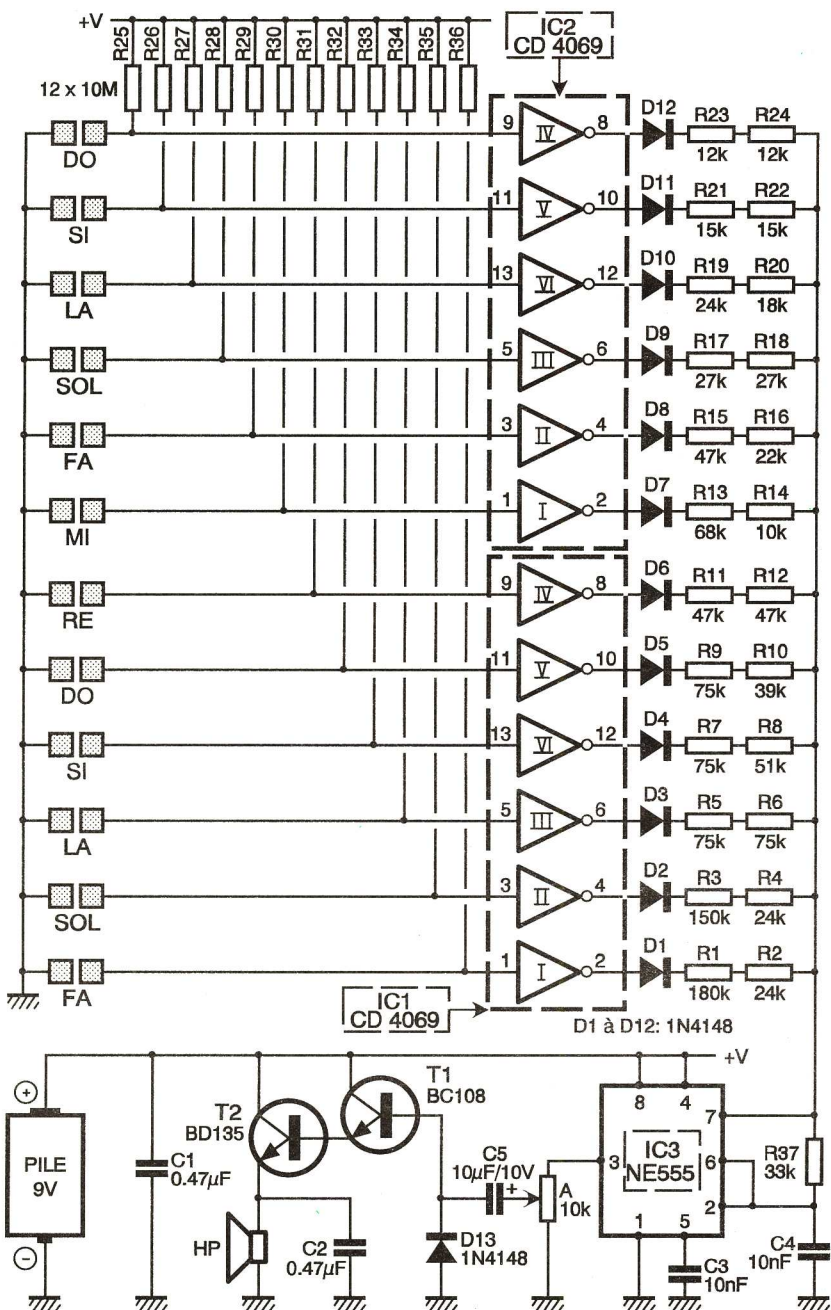 +V
R25 R26 R27 R28 R29 R30 R31 R32 R33 R34 R35 R36
12 x 10M
IC2
CD 4069
DO
9 IV 8
D12 R23 R24
12k 12k
SI
11 V 10
D11 R21 R22
15k 15k
LA
13 VI 12
D10 R19 R20
24k 18k
SOL
5 III 6
D9 R17 R18
27k 27k
FA
3 II 4
D8 R15 R16
47k 22k
MI
1 I 2
D7 R13 R14
68k 10k
RE
9 IV 8
D6 R11 R12
47k 47k
DO
11 V 10
D5 R9 R10
75k 39k
SI
13 VI 12
D4 R7 R8
75k 51k
LA
5 III 6
D3 R5 R6
75k 75k
SOL
3 II 4
D2 R3 R4
150k 24k
FA
1 I 2
D1 R1 R2
180k 24k
IC1
CD 4069
D1 à D12: 1N4148
+V
+
PILE
9V
−
C1
0.47µF
T2
BD135
T1
BC108
HP
C2
0.47µF
D13
1N4148
C5
10µF/10V
+
A
10k
8 4
3
7
6
2
1 5
IC3
NE555
R37
33k
C3
10nF
C4
10nF